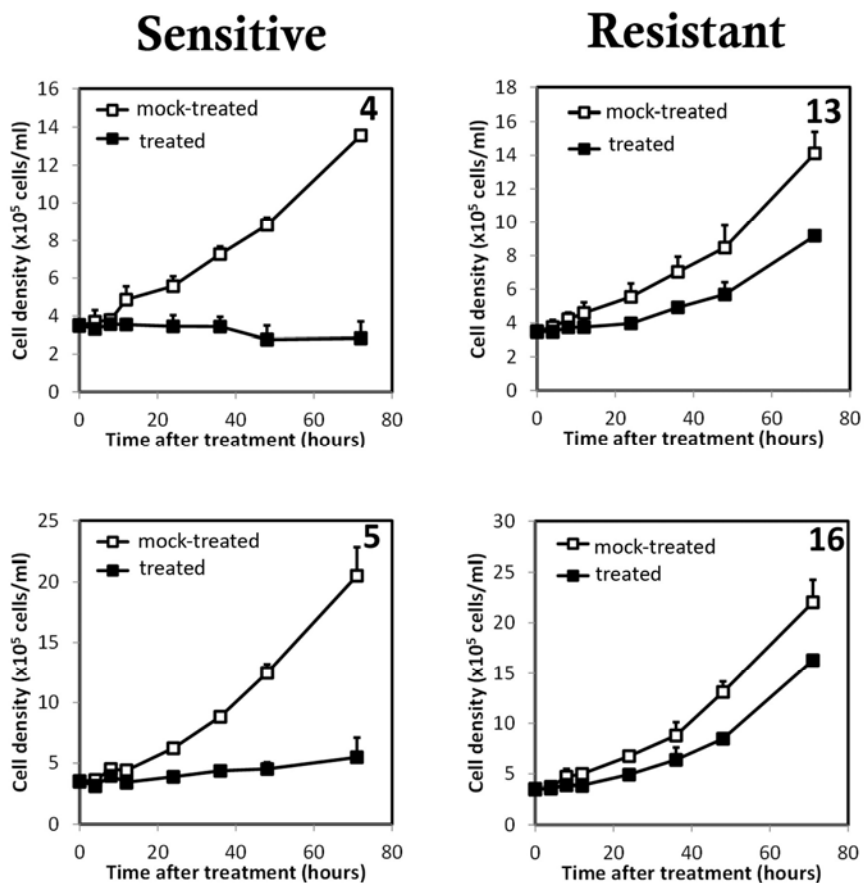 Sensitive
Resistant
4
mock-treated
treated
16
14
12
10
8
6
4
2
0
Cell density (x10⁵ cells/ml)
0 20 40 60 80
Time after treatment (hours)
13
mock-treated
treated
18
16
14
12
10
8
6
4
2
0
Cell density (x10⁵ cells/ml)
0 20 40 60 80
Time after treatment (hours)
5
mock-treated
treated
25
20
15
10
5
0
Cell density (x10⁵ cells/ml)
0 20 40 60 80
Time after treatment (hours)
16
mock-treated
treated
30
25
20
15
10
5
0
Cell density (x10⁵ cells/ml)
0 20 40 60 80
Time after treatment (hours)